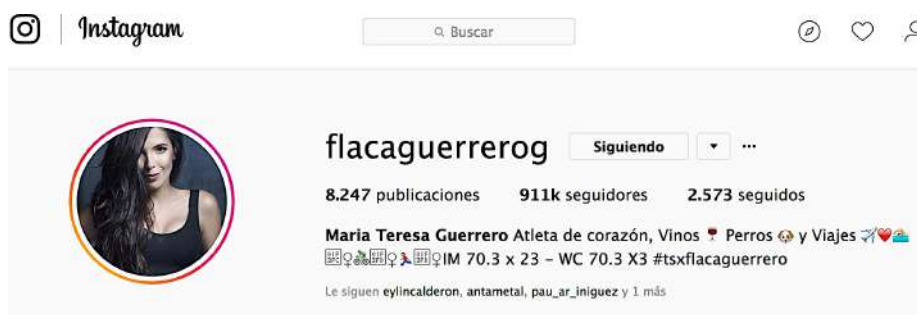 Instagram
Buscar
flacaguerrerog Siguiendo ...
8.247 publicaciones 911k seguidores 2.573 seguidos
Maria Teresa Guerrero Atleta de corazón, Vinos 🍷 Perros 🐶 y Viajes ✈️❤️🏊
♀🚴♀🏃♀IM 70.3 x 23 – WC 70.3 X3 #tsxflacaguerrero
Le siguen eylincalderon, antametal, pau_ar_iniguez y 1 más